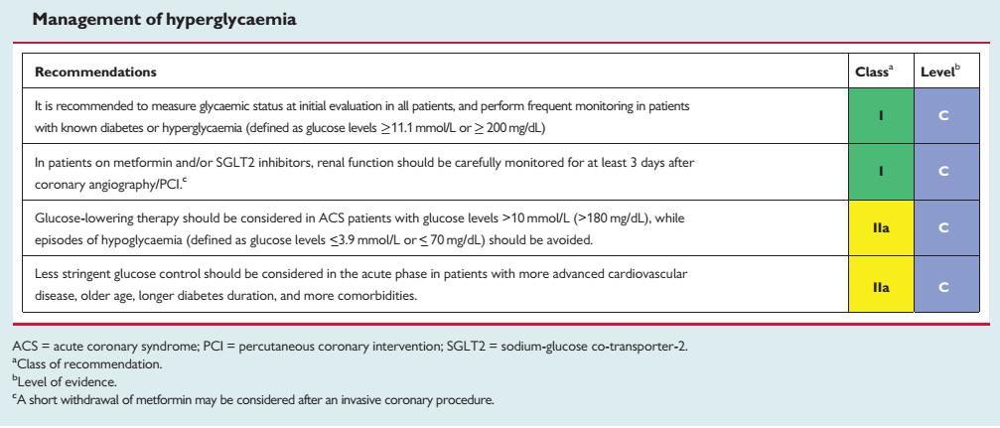 Management of hyperglycaemia
Recommendations Classᵃ Levelᵇ
It is recommended to measure glycaemic status at initial evaluation in all patients, and perform frequent monitoring in patients
with known diabetes or hyperglycaemia (defined as glucose levels ≥11.1 mmol/L or ≥ 200 mg/dL)
I C
In patients on metformin and/or SGLT2 inhibitors, renal function should be carefully monitored for at least 3 days after
coronary angiography/PCI.ᶜ
I C
Glucose-lowering therapy should be considered in ACS patients with glucose levels >10 mmol/L (>180 mg/dL), while
episodes of hypoglycaemia (defined as glucose levels ≤3.9 mmol/L or ≤ 70 mg/dL) should be avoided.
IIa C
Less stringent glucose control should be considered in the acute phase in patients with more advanced cardiovascular
disease, older age, longer diabetes duration, and more comorbidities.
IIa C
ACS = acute coronary syndrome; PCI = percutaneous coronary intervention; SGLT2 = sodium-glucose co-transporter-2.
ᵃClass of recommendation.
ᵇLevel of evidence.
ᶜA short withdrawal of metformin may be considered after an invasive coronary procedure.